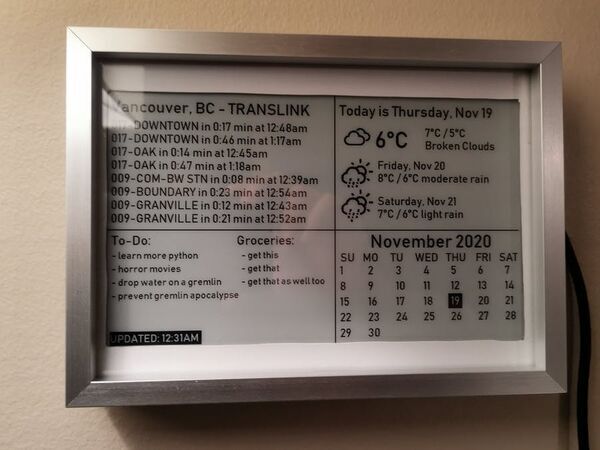 Vancouver, BC - TRANSLINK
017-DOWNTOWN in 0:17 min at 12:48am
017-DOWNTOWN in 0:46 min at 1:17am
017-OAK in 0:14 min at 12:45am
017-OAK in 0:47 min at 1:18am
009-COM-BW STN in 0:08 min at 12:39am
009-BOUNDARY in 0:23 min at 12:54am
009-GRANVILLE in 0:12 min at 12:43am
009-GRANVILLE in 0:21 min at 12:52am
Today is Thursday, Nov 19
6°C
7°C / 5°C
Broken Clouds
Friday, Nov 20
8°C / 6°C moderate rain
Saturday, Nov 21
7°C / 6°C light rain
To-Do:
- learn more python
- horror movies
- drop water on a gremlin
- prevent gremlin apocalypse
Groceries:
- get this
- get that
- get that as well too
UPDATED: 12:31AM
November 2020
SU MO TU WED THU FRI SAT
1 2 3 4 5 6 7
8 9 10 11 12 13 14
15 16 17 18 19 20 21
22 23 24 25 26 27 28
29 30